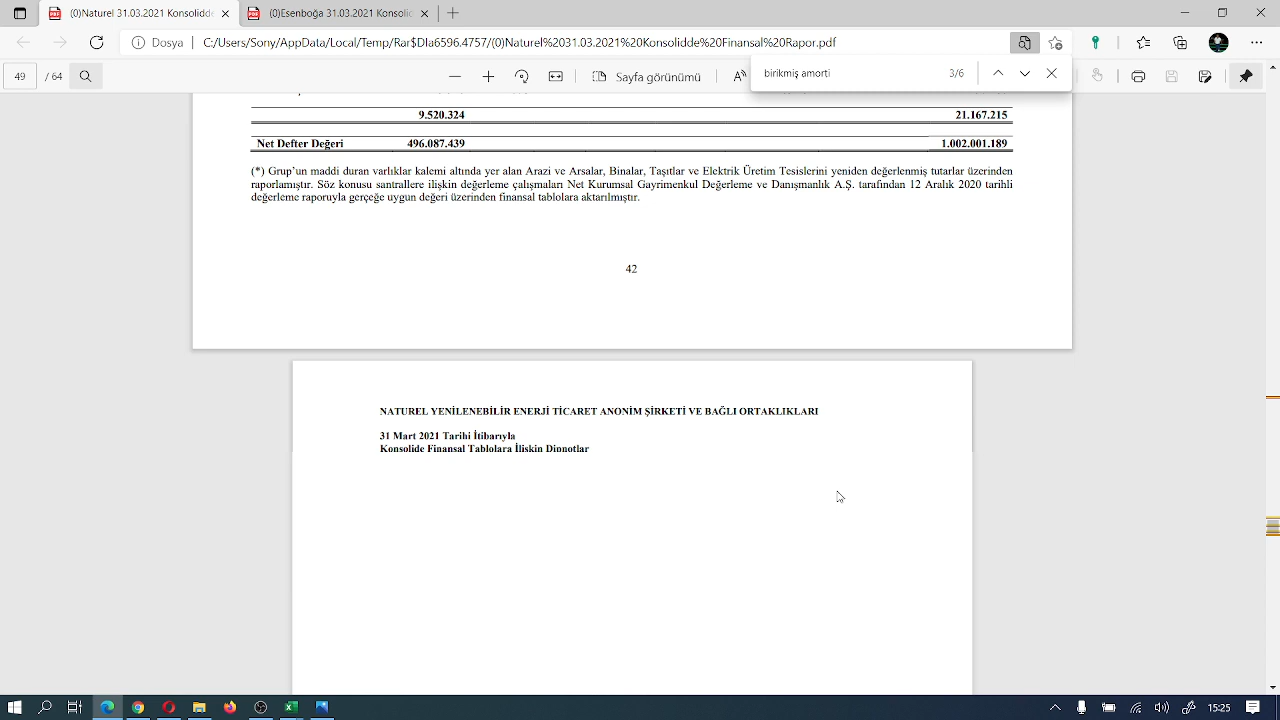 (0)Naturel 31.03.2021 Konsolidde
(0)Esenboğa 31.03.2021 Konsolid
Dosya
C:/Users/Sony/AppData/Local/Temp/Rar$DIa6596.4757/(0)Naturel%2031.03.2021%20Konsolidde%20Finansal%20Rapor.pdf
49 / 64
Sayfa görünümü
birikmiş amorti 3/6
9.520.324 21.167.215
Net Defter Değeri 496.087.439 1.002.001.189
(*) Grup’un maddi duran varlıklar kalemi altında yer alan Arazi ve Arsalar, Binalar, Taşıtlar ve Elektrik Üretim Tesislerini yeniden değerlenmiş tutarlar üzerinden
raporlamıştır. Söz konusu santrallere ilişkin değerleme çalışmaları Net Kurumsal Gayrimenkul Değerleme ve Danışmanlık A.Ş. tarafından 12 Aralık 2020 tarihli
değerleme raporuyla gerçeğe uygun değeri üzerinden finansal tablolara aktarılmıştır.
42
NATUREL YENİLENEBİLİR ENERJİ TİCARET ANONİM ŞİRKETİ VE BAĞLI ORTAKLIKLARI
31 Mart 2021 Tarihi İtibarıyla
Konsolide Finansal Tablolara İliskin Dipnotlar
15:25